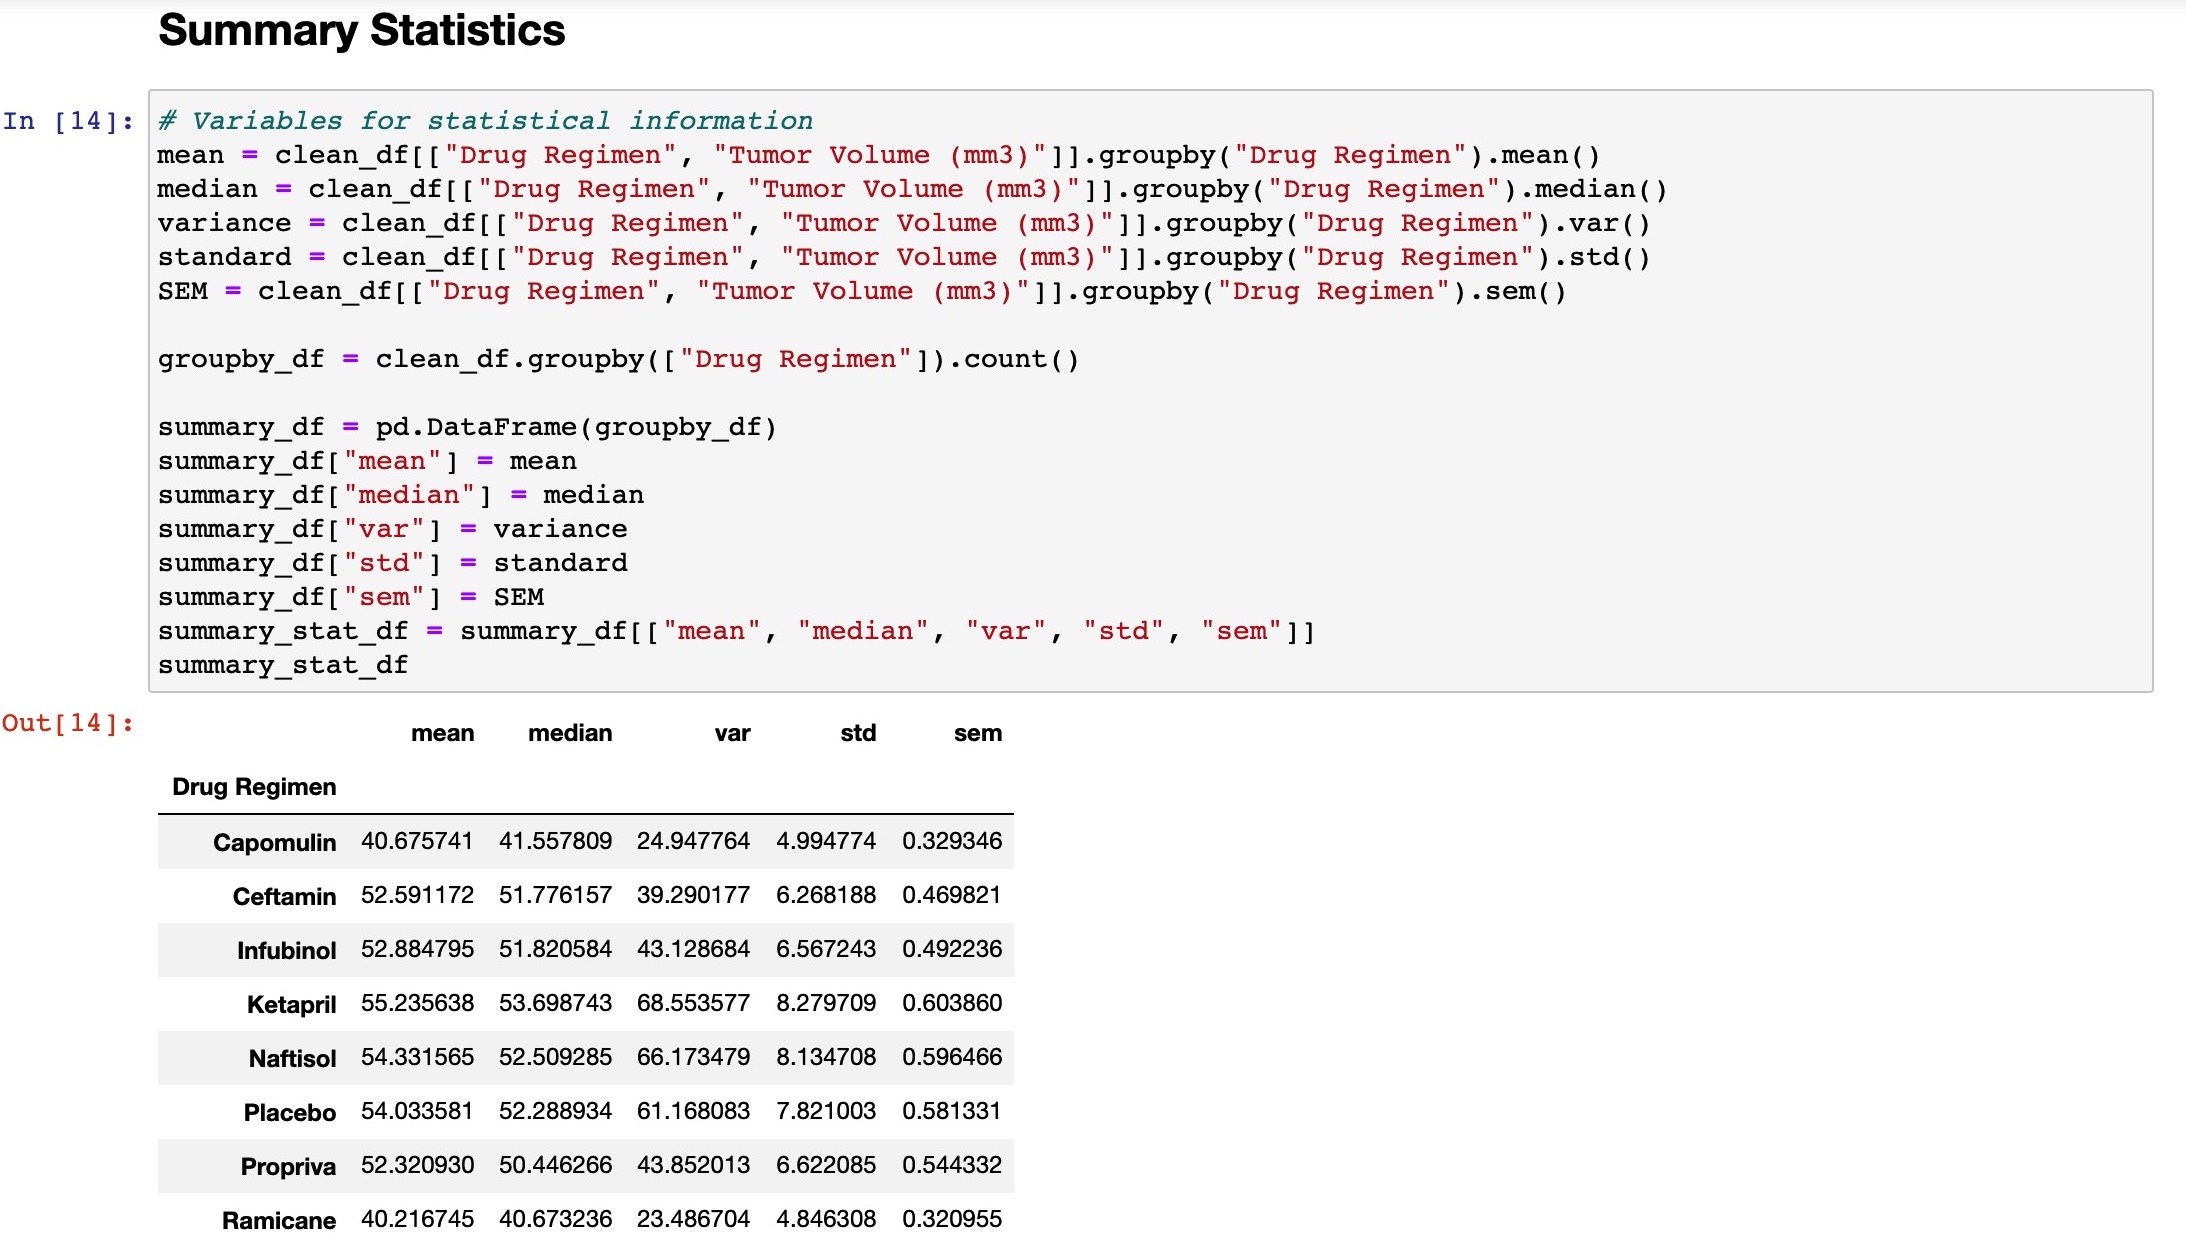 Summary Statistics
In [14]:
# Variables for statistical information
mean = clean_df[["Drug Regimen", "Tumor Volume (mm3)"]].groupby("Drug Regimen").mean()
median = clean_df[["Drug Regimen", "Tumor Volume (mm3)"]].groupby("Drug Regimen").median()
variance = clean_df[["Drug Regimen", "Tumor Volume (mm3)"]].groupby("Drug Regimen").var()
standard = clean_df[["Drug Regimen", "Tumor Volume (mm3)"]].groupby("Drug Regimen").std()
SEM = clean_df[["Drug Regimen", "Tumor Volume (mm3)"]].groupby("Drug Regimen").sem()
groupby_df = clean_df.groupby(["Drug Regimen"]).count()
summary_df = pd.DataFrame(groupby_df)
summary_df["mean"] = mean
summary_df["median"] = median
summary_df["var"] = variance
summary_df["std"] = standard
summary_df["sem"] = SEM
summary_stat_df = summary_df[["mean", "median", "var", "std", "sem"]]
summary_stat_df
Out[14]:
mean median var std sem
Drug Regimen
Capomulin 40.675741 41.557809 24.947764 4.994774 0.329346
Ceftamin 52.591172 51.776157 39.290177 6.268188 0.469821
Infubinol 52.884795 51.820584 43.128684 6.567243 0.492236
Ketapril 55.235638 53.698743 68.553577 8.279709 0.603860
Naftisol 54.331565 52.509285 66.173479 8.134708 0.596466
Placebo 54.033581 52.288934 61.168083 7.821003 0.581331
Propriva 52.320930 50.446266 43.852013 6.622085 0.544332
Ramicane 40.216745 40.673236 23.486704 4.846308 0.320955